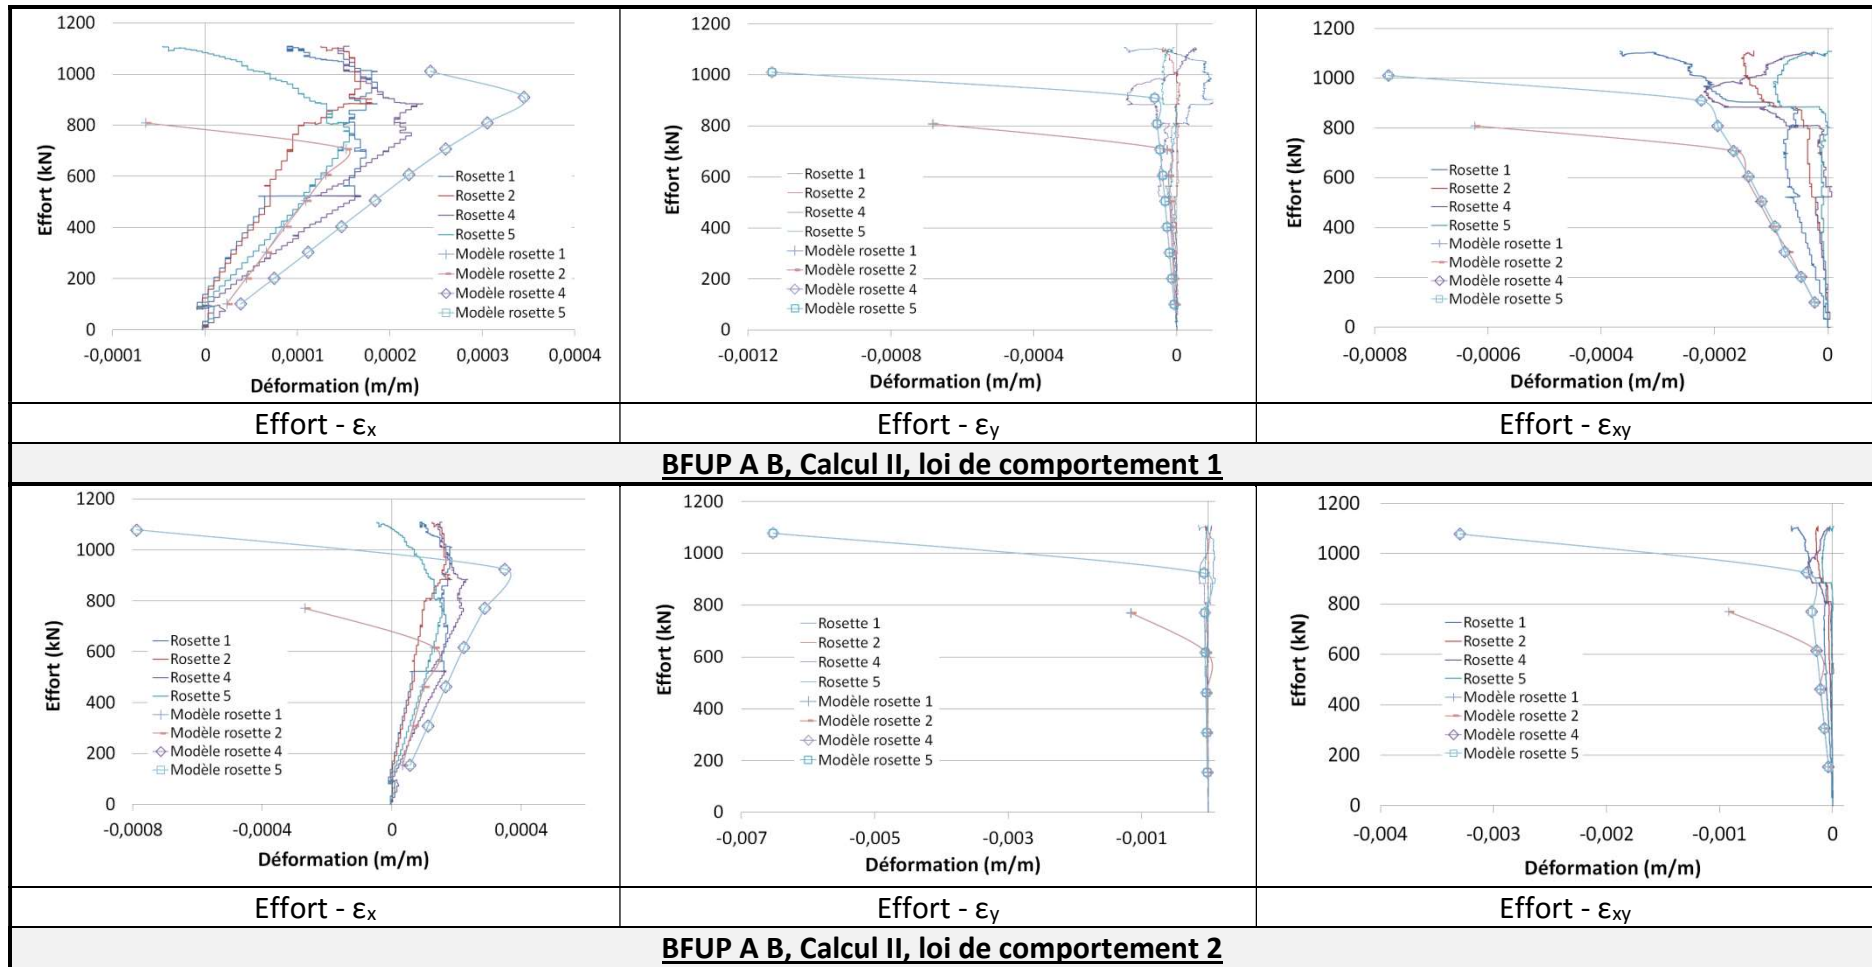 1200
1000
800
600
400
200
0
Effort (kN)
-0,0001
0
0,0001
0,0002
0,0003
0,0004
Déformation (m/m)
Rosette 1
Rosette 2
Rosette 4
Rosette 5
Modèle rosette 1
Modèle rosette 2
Modèle rosette 4
Modèle rosette 5
1200
1000
800
600
400
200
0
Effort (kN)
-0,0012
-0,0008
-0,0004
0
Déformation (m/m)
Rosette 1
Rosette 2
Rosette 4
Rosette 5
Modèle rosette 1
Modèle rosette 2
Modèle rosette 4
Modèle rosette 5
1200
1000
800
600
400
200
0
Effort (kN)
-0,0008
-0,0006
-0,0004
-0,0002
0
Déformation (m/m)
Rosette 1
Rosette 2
Rosette 4
Rosette 5
Modèle rosette 1
Modèle rosette 2
Modèle rosette 4
Modèle rosette 5
Effort - εx
Effort - εy
Effort - εxy
BFUP A B, Calcul II, loi de comportement 1
1200
1000
800
600
400
200
0
Effort (kN)
-0,0008
-0,0004
0
0,0004
Déformation (m/m)
Rosette 1
Rosette 2
Rosette 4
Rosette 5
Modèle rosette 1
Modèle rosette 2
Modèle rosette 4
Modèle rosette 5
1200
1000
800
600
400
200
0
Effort (kN)
-0,007
-0,005
-0,003
-0,001
Déformation (m/m)
Rosette 1
Rosette 2
Rosette 4
Rosette 5
Modèle rosette 1
Modèle rosette 2
Modèle rosette 4
Modèle rosette 5
1200
1000
800
600
400
200
0
Effort (kN)
-0,004
-0,003
-0,002
-0,001
0
Déformation (m/m)
Rosette 1
Rosette 2
Rosette 4
Rosette 5
Modèle rosette 1
Modèle rosette 2
Modèle rosette 4
Modèle rosette 5
Effort - εx
Effort - εy
Effort - εxy
BFUP A B, Calcul II, loi de comportement 2